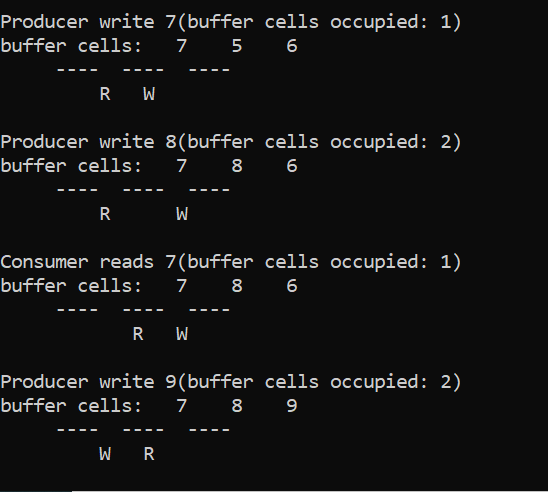 Producer write 7(buffer cells occupied: 1)
buffer cells:   7    5    6
     ----  ----  ----
         R   W
Producer write 8(buffer cells occupied: 2)
buffer cells:   7    8    6
     ----  ----  ----
         R      W
Consumer reads 7(buffer cells occupied: 1)
buffer cells:   7    8    6
     ----  ----  ----
            R   W
Producer write 9(buffer cells occupied: 2)
buffer cells:   7    8    9
     ----  ----  ----
         W   R